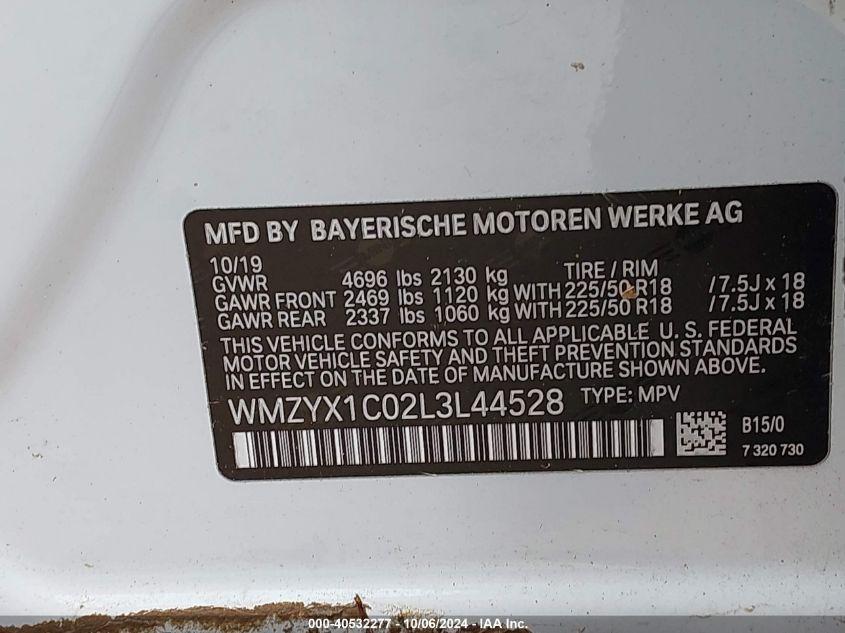 MFD BY BAYERISCHE MOTOREN WERKE AG
10/19 TIRE / RIM
GVWR 4696 lbs 2130 kg
GAWR FRONT 2469 lbs 1120 kg WITH 225/50 R18 /7.5J x 18
GAWR REAR 2337 lbs 1060 kg WITH 225/50 R18 /7.5J x 18
THIS VEHICLE CONFORMS TO ALL APPLICABLE U. S. FEDERAL
MOTOR VEHICLE SAFETY AND THEFT PREVENTION STANDARDS
IN EFFECT ON THE DATE OF MANUFACTURE SHOWN ABOVE.
WMZYX1C02L3L44528 TYPE: MPV
B15/0
7 320 730
000-40532277 - 10/06/2024 - IAA Inc.